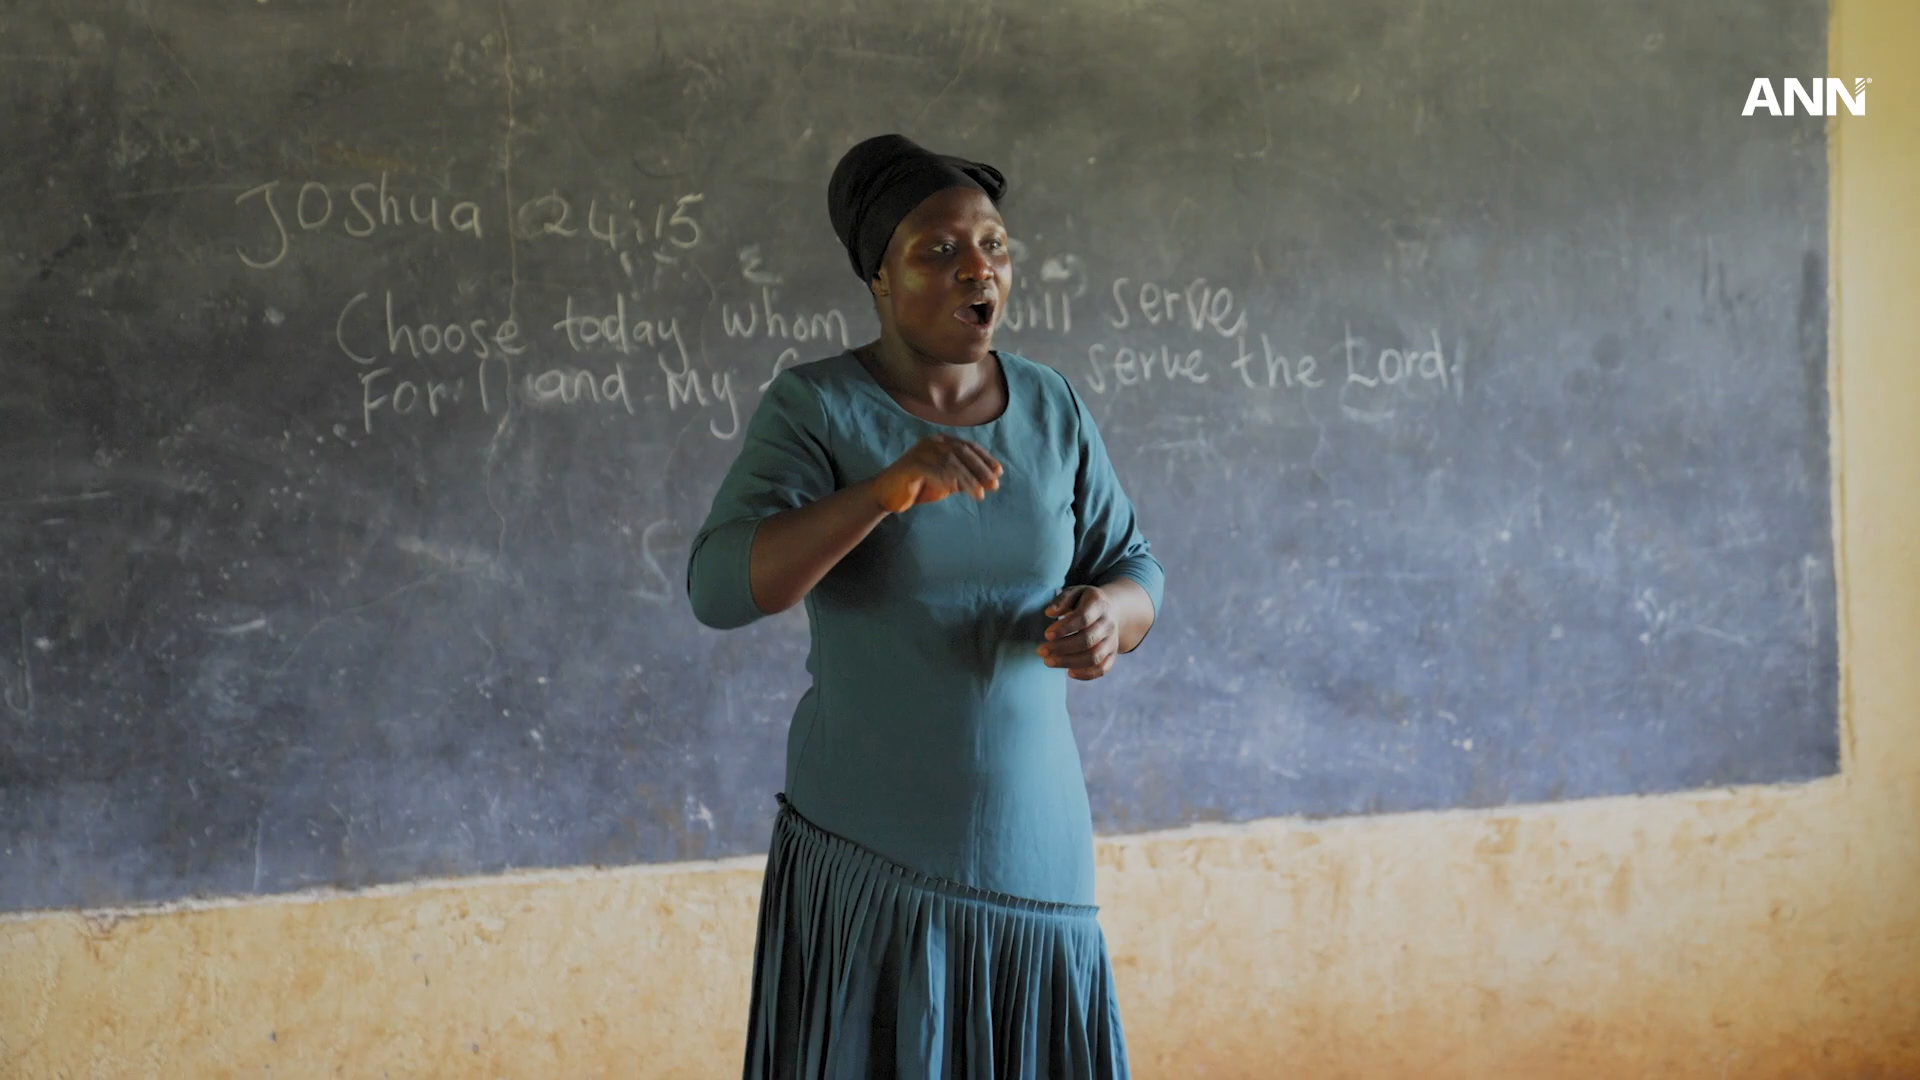 ANN
Joshua 24:15
Choose today whom will serve,
For I and My serve the Lord.